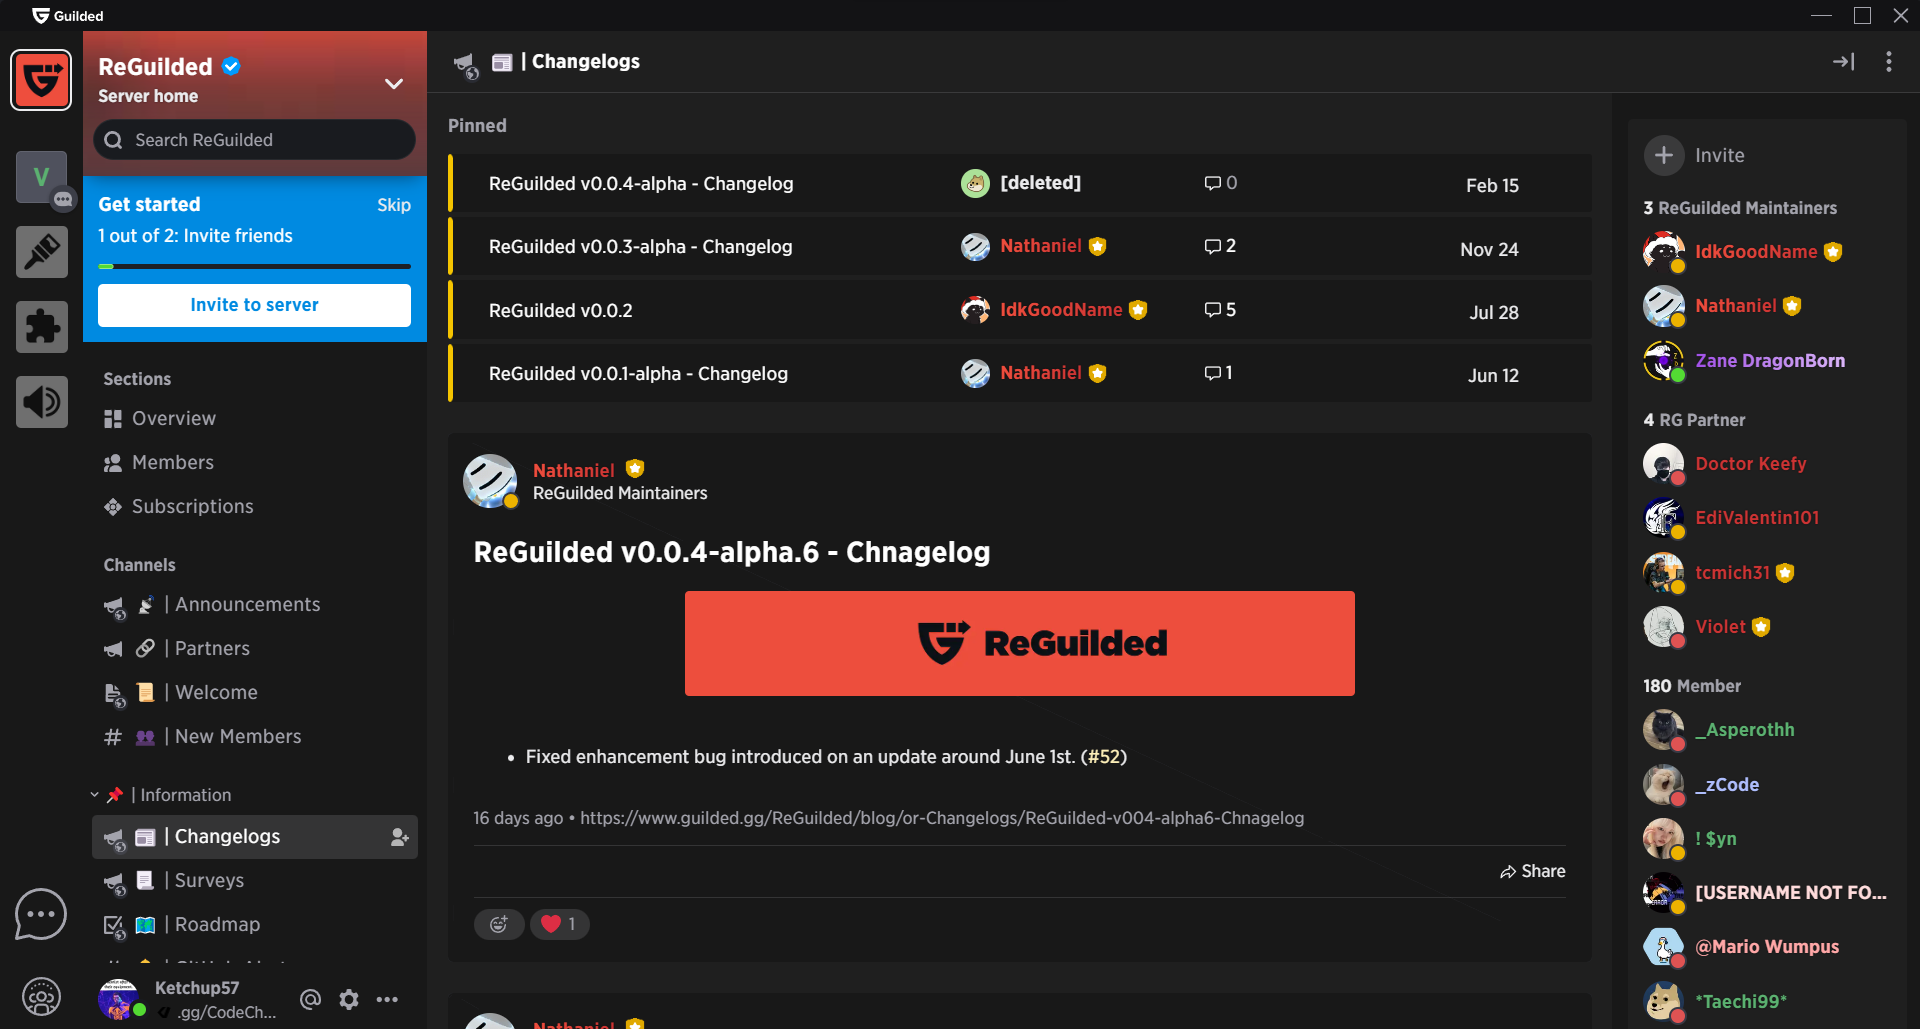 Guilded
ReGuilded
Server home
Search ReGuilded
V
Get started
Skip
1 out of 2: Invite friends
Invite to server
Sections
Overview
Members
Subscriptions
Channels
| Announcements
| Partners
| Welcome
| New Members
| Information
| Changelogs
| Surveys
| Roadmap
Ketchup57
.gg/CodeCh...
| Changelogs
Pinned
ReGuilded v0.0.4-alpha - Changelog [deleted] 0 Feb 15
ReGuilded v0.0.3-alpha - Changelog Nathaniel 2 Nov 24
ReGuilded v0.0.2 IdkGoodName 5 Jul 28
ReGuilded v0.0.1-alpha - Changelog Nathaniel 1 Jun 12
Nathaniel
ReGuilded Maintainers
ReGuilded v0.0.4-alpha.6 - Chnagelog
ReGuilded
• Fixed enhancement bug introduced on an update around June 1st. (#52)
16 days ago • https://www.guilded.gg/ReGuilded/blog/or-Changelogs/ReGuilded-v004-alpha6-Chnagelog
Share
1
Nathaniel
Invite
3 ReGuilded Maintainers
IdkGoodName
Nathaniel
Zane DragonBorn
4 RG Partner
Doctor Keefy
EdiValentin101
tcmich31
Violet
180 Member
_Asperothh
_zCode
! $yn
[USERNAME NOT FO...
@Mario Wumpus
*Taechi99*